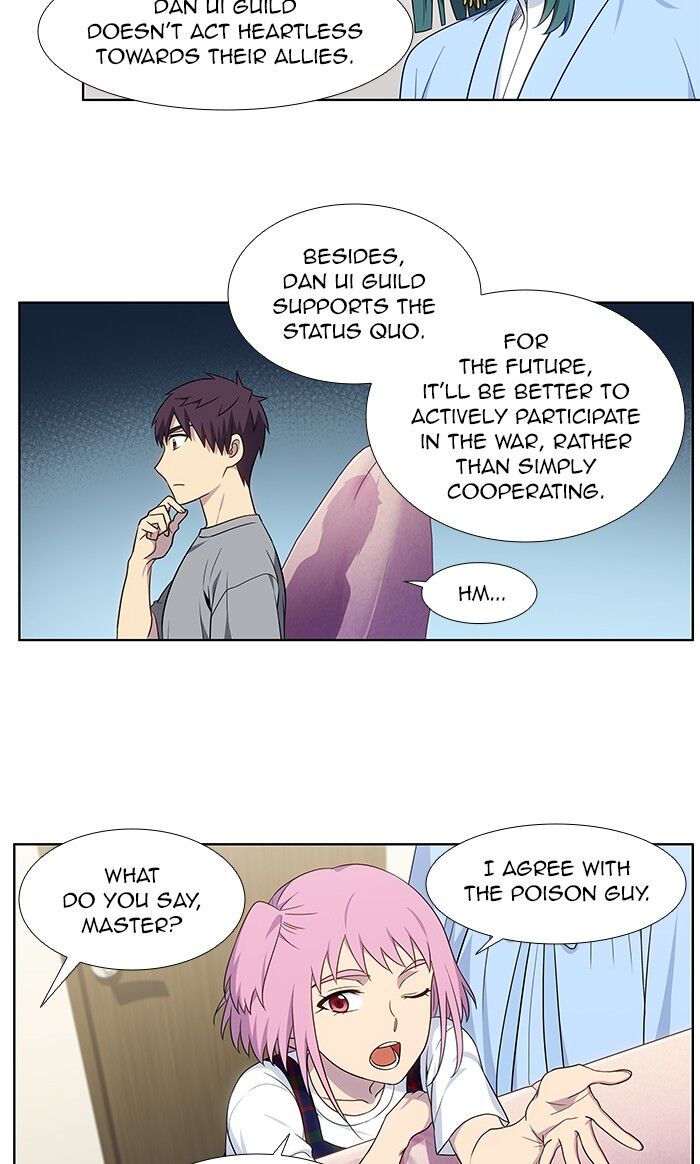 DAN UI GUILD
DOESN'T ACT HEARTLESS
TOWARDS THEIR ALLIES.
BESIDES,
DAN UI GUILD
SUPPORTS THE
STATUS QUO.
FOR
THE FUTURE,
IT'LL BE BETTER TO
ACTIVELY PARTICIPATE
IN THE WAR, RATHER
THAN SIMPLY
COOPERATING.
HM...
WHAT
DO YOU SAY,
MASTER?
I AGREE WITH
THE POISON GUY.